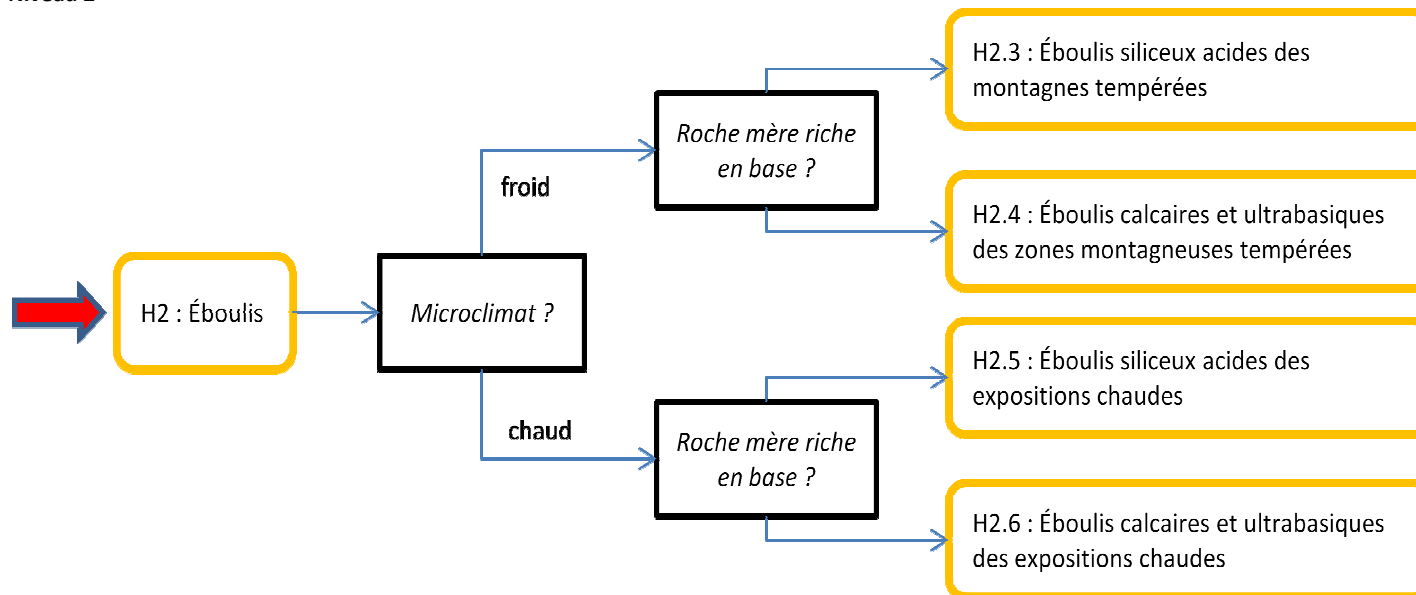 H2.3 : Éboulis siliceux acides des
montagnes tempérées
Roche mère riche
en base ?
froid
H2.4 : Éboulis calcaires et ultrabasiques
des zones montagneuses tempérées
H2 : Éboulis
Microclimat ?
H2.5 : Éboulis siliceux acides des
expositions chaudes
chaud
Roche mère riche
en base ?
H2.6 : Éboulis calcaires et ultrabasiques
des expositions chaudes